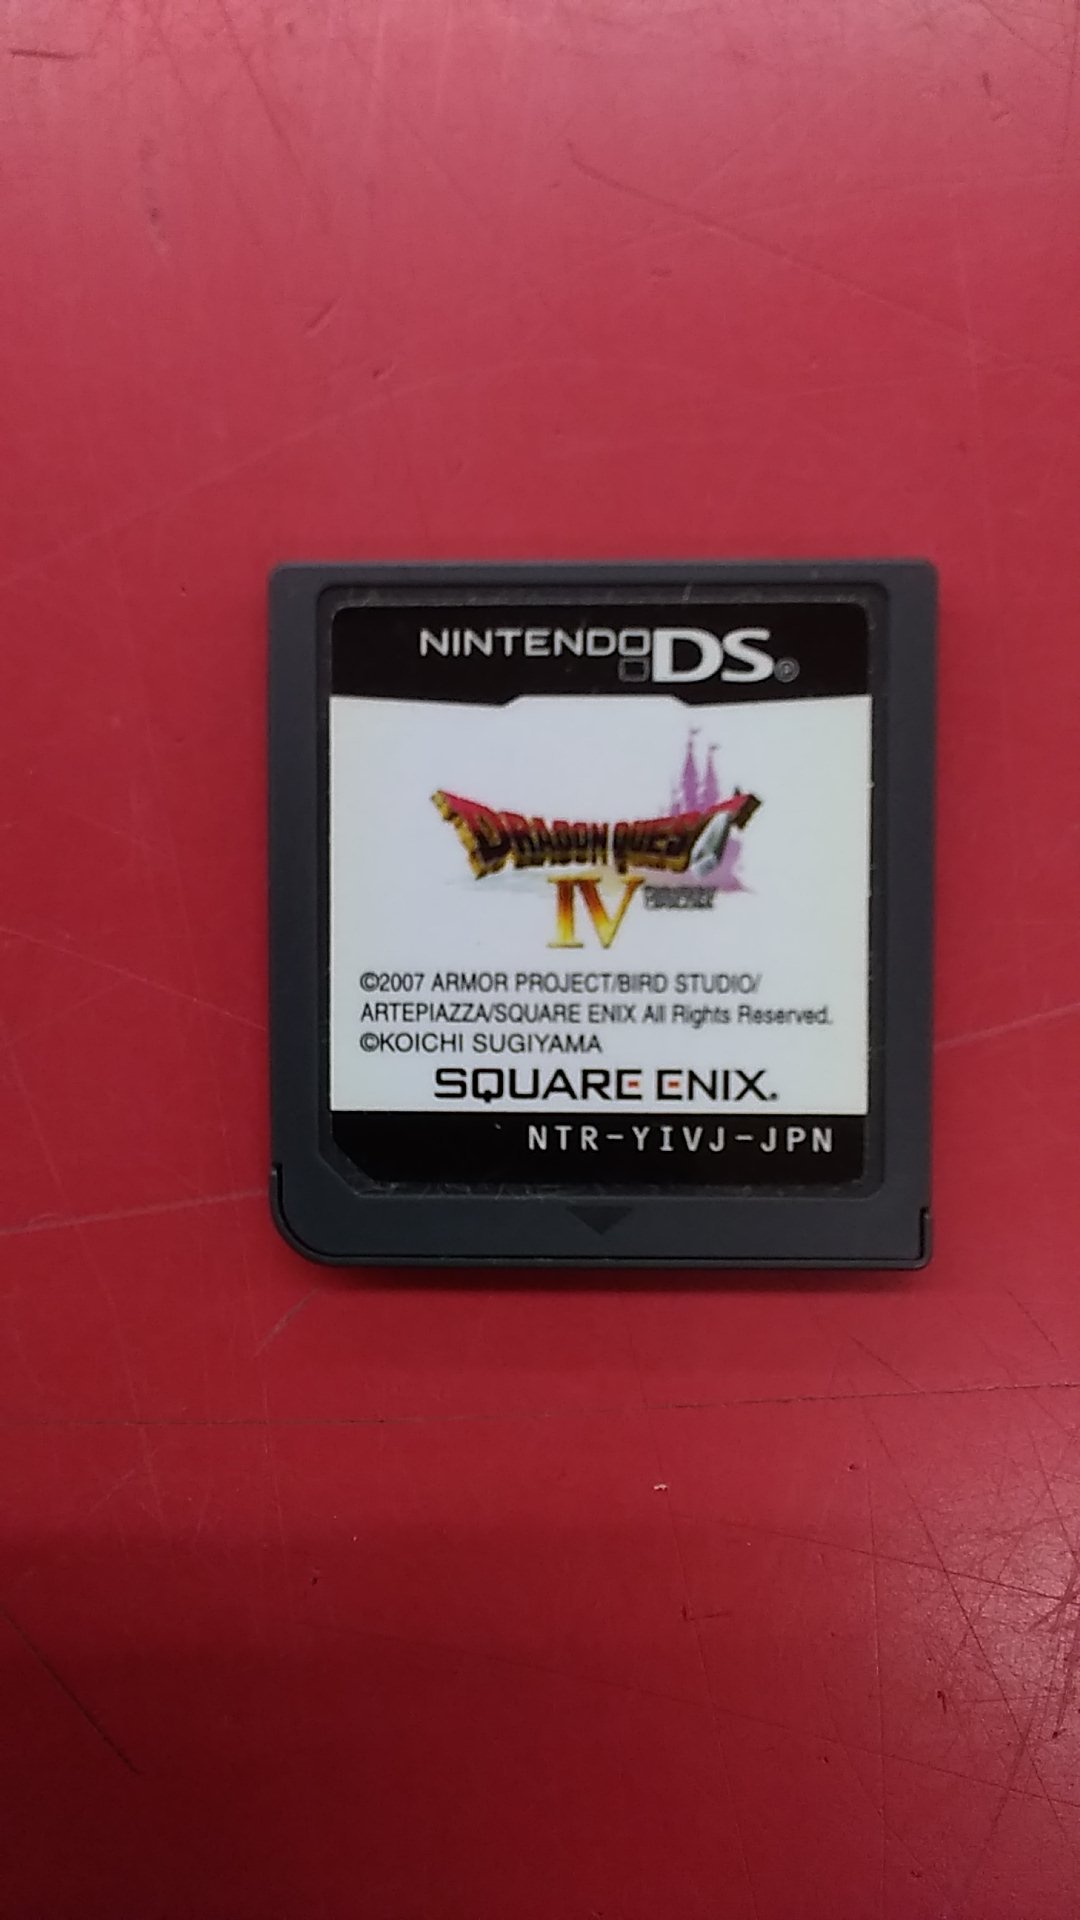 NINTENDO DS
DRAGON QUEST
IV
©2007 ARMOR PROJECT/BIRD STUDIO/
ARTEPIAZZA/SQUARE ENIX All Rights Reserved.
©KOICHI SUGIYAMA
SQUARE ENIX.
NTR-YIVJ-JPN